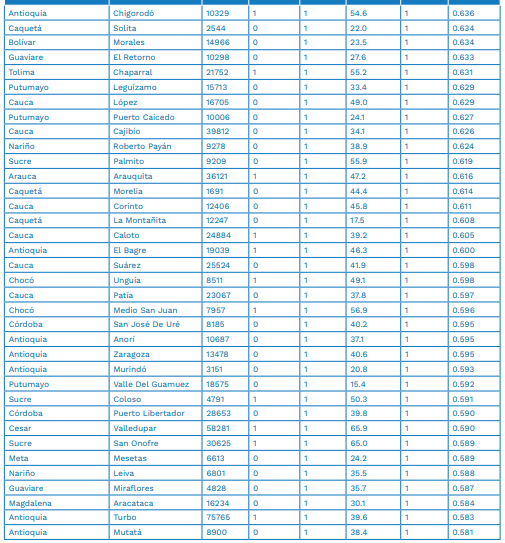 Antioquia Chigorodó 10329 1 1 54.6 1 0.636
Caquetá Solita 2544 0 1 22.0 1 0.634
Bolívar Morales 14966 0 1 23.5 1 0.634
Guaviare El Retorno 10298 0 1 27.6 1 0.633
Tolima Chaparral 21752 1 1 55.2 1 0.631
Putumayo Leguízamo 15713 0 1 33.4 1 0.629
Cauca López 16705 0 1 49.0 1 0.629
Putumayo Puerto Caicedo 10006 0 1 24.1 1 0.627
Cauca Cajibío 39812 0 1 34.1 1 0.626
Nariño Roberto Payán 9278 0 1 38.9 1 0.624
Sucre Palmito 9209 0 1 55.9 1 0.619
Arauca Arauquita 36121 1 1 47.2 1 0.616
Caquetá Morelia 1691 0 1 44.4 1 0.614
Cauca Corinto 12406 0 1 45.8 1 0.611
Caquetá La Montañita 12247 0 1 17.5 1 0.608
Cauca Caloto 24884 1 1 39.2 1 0.605
Antioquia El Bagre 19039 1 1 46.3 1 0.600
Cauca Suárez 25524 0 1 41.9 1 0.598
Chocó Unguía 8511 1 1 49.1 1 0.598
Cauca Patía 23067 0 1 37.8 1 0.597
Chocó Medio San Juan 7957 1 1 56.9 1 0.596
Córdoba San José De Uré 8185 0 1 40.2 1 0.595
Antioquia Anorí 10687 0 1 37.1 1 0.595
Antioquia Zaragoza 13478 0 1 40.6 1 0.595
Antioquia Murindó 3151 0 1 20.8 1 0.593
Putumayo Valle Del Guamuez 18575 0 1 15.4 1 0.592
Sucre Coloso 4791 1 1 50.3 1 0.591
Córdoba Puerto Libertador 28653 0 1 39.8 1 0.590
Cesar Valledupar 58281 1 1 65.9 1 0.590
Sucre San Onofre 30625 1 1 65.0 1 0.589
Meta Mesetas 6613 0 1 24.2 1 0.589
Nariño Leiva 6801 0 1 35.5 1 0.588
Guaviare Miraflores 4828 0 1 35.7 1 0.587
Magdalena Aracataca 16234 0 1 30.1 1 0.584
Antioquia Turbo 75765 1 1 39.6 1 0.583
Antioquia Mutatá 8900 0 1 38.4 1 0.581